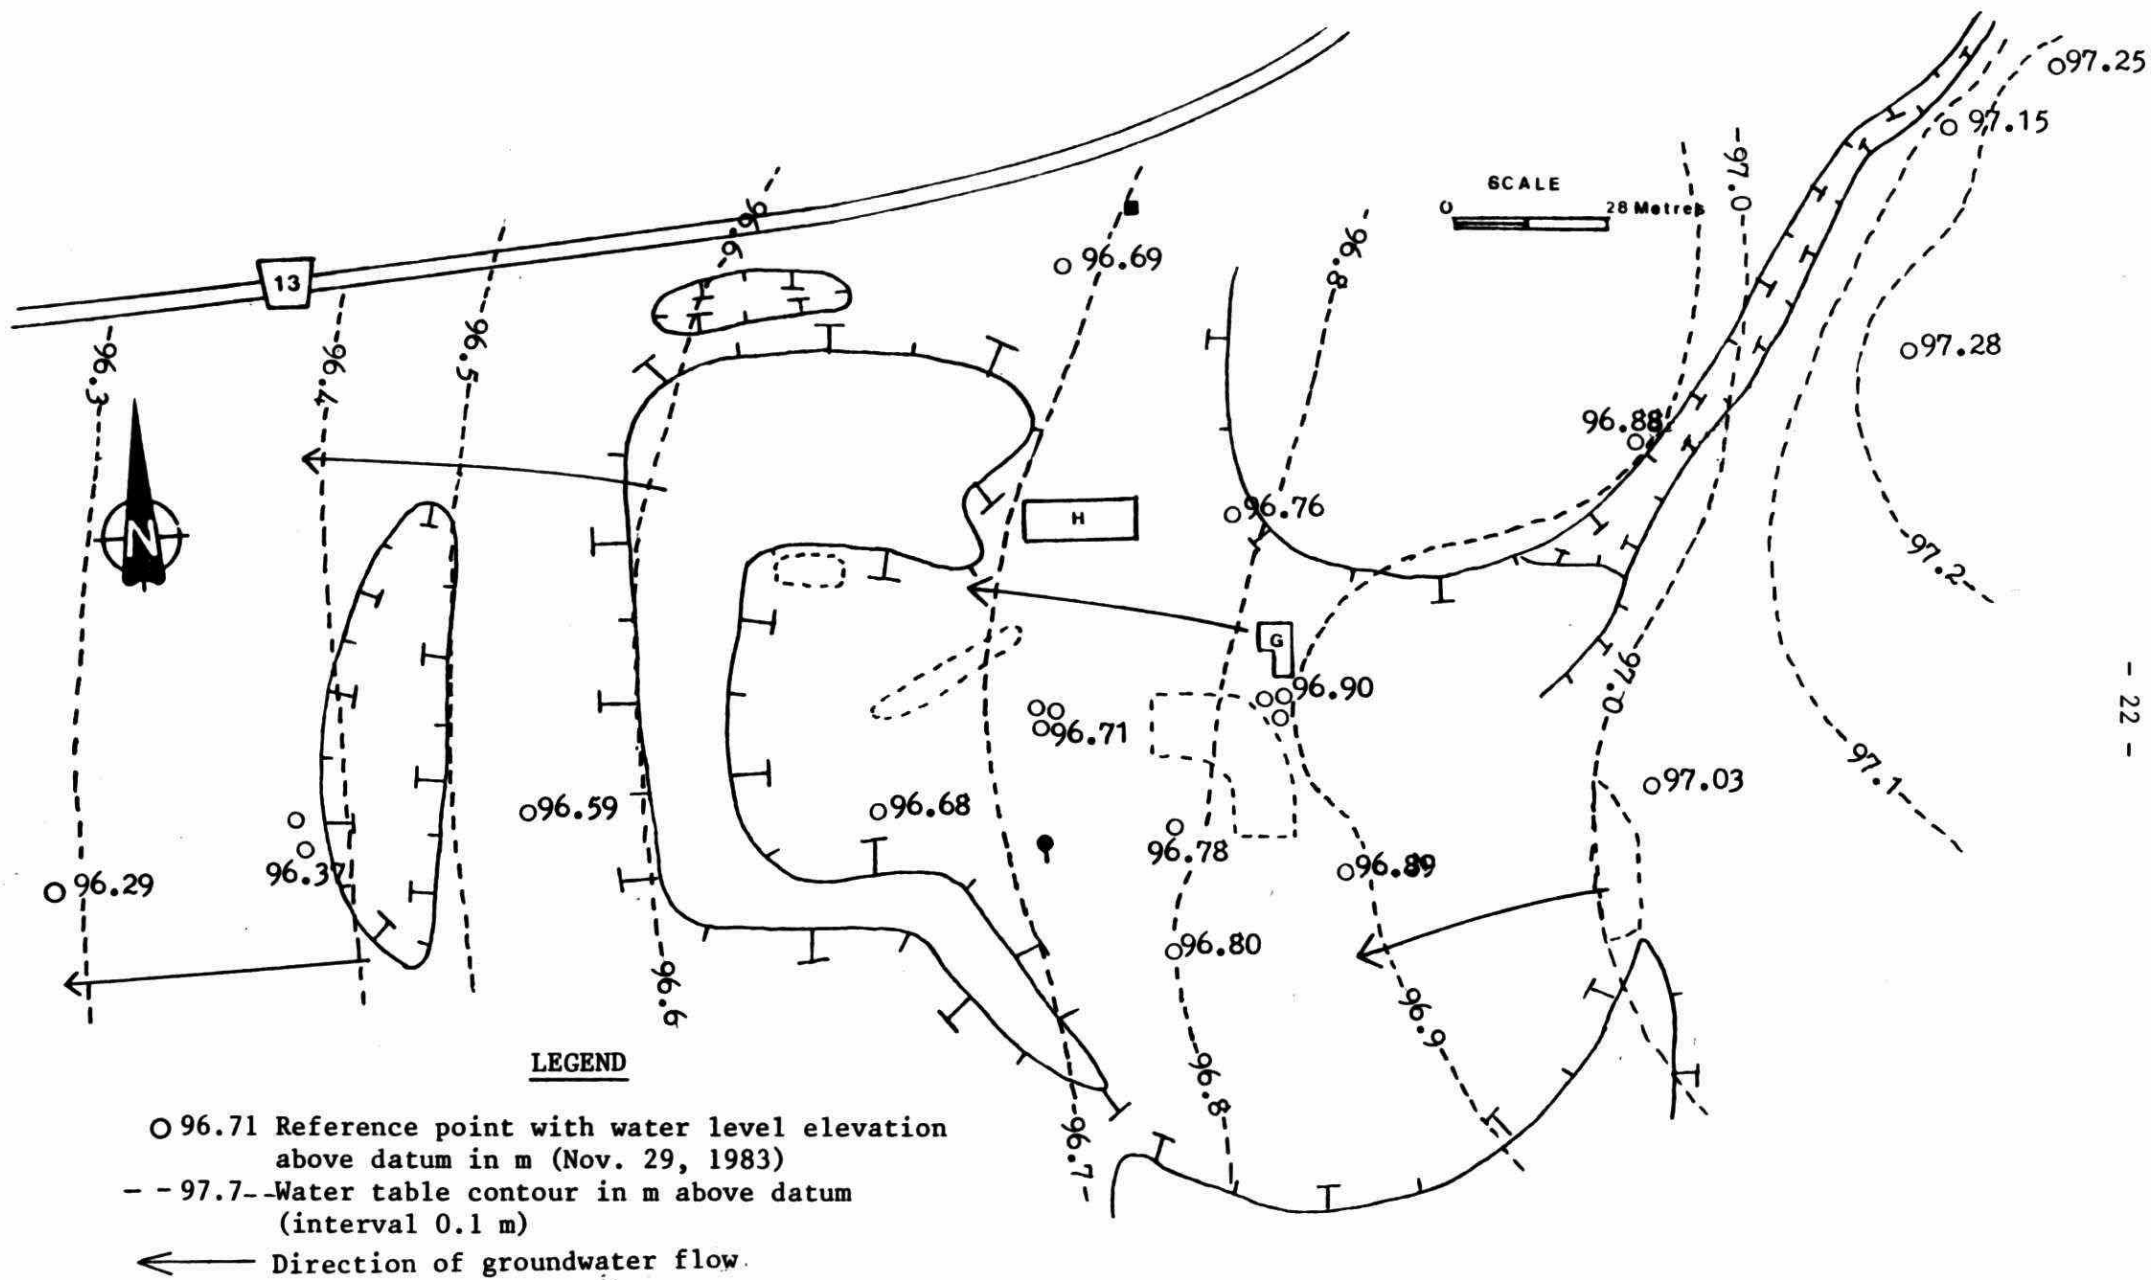 97.25
97.15
-97.0
SCALE
0 28 Metres
96.6
96.69
96.8
13
96.3
96.4
96.5
97.28
96.88
N
H
96.76
97.2
G
97.0
96.90
96.71
- 22 -
97.1
97.03
96.59
96.68
96.78
96.37
96.29
96.89
96.80
96.6
96.9
96.8
96.7-
LEGEND
96.71 Reference point with water level elevation
above datum in m (Nov. 29, 1983)
- - 97.7--Water table contour in m above datum
(interval 0.1 m)
Direction of groundwater flow.